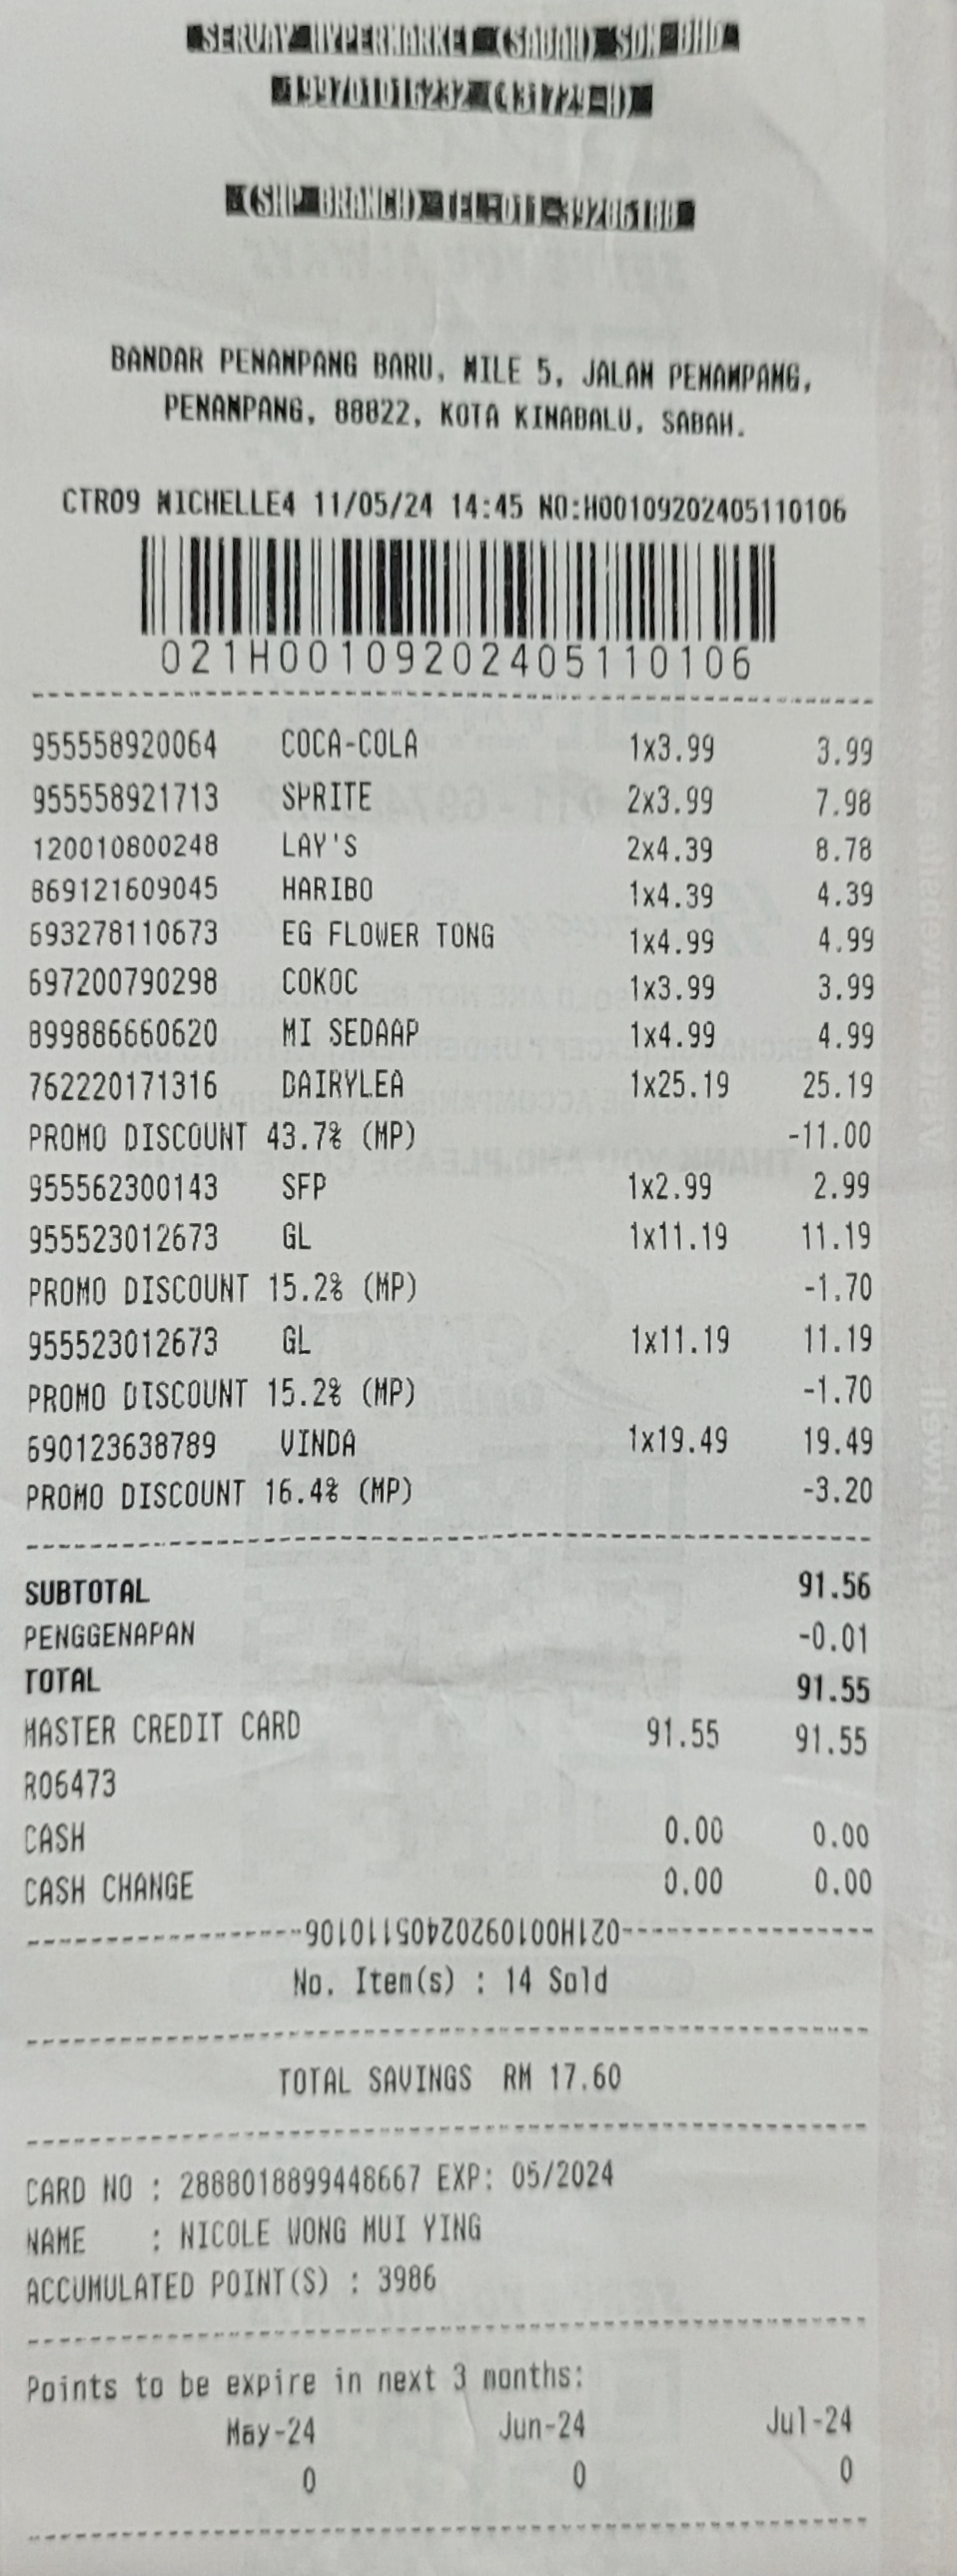 SERVAY HYPERMARKET (SABAH) SDN BHD
199701016232 (431729-H)
(SHP BRANCH) TEL:011-39286188
BANDAR PENAMPANG BARU, MILE 5, JALAN PENAMPANG,
PENAMPANG, 88822, KOTA KINABALU, SABAH.
CTR09 MICHELLE4 11/05/24 14:45 NO:H00109202405110106
021H00109202405110106
955558920064 COCA-COLA 1x3.99 3.99
955558921713 SPRITE 2x3.99 7.98
120010800248 LAY'S 2x4.39 8.78
869121609045 HARIBO 1x4.39 4.39
693278110673 EG FLOWER TONG 1x4.99 4.99
697200790298 COKOC 1x3.99 3.99
899886660620 MI SEDAAP 1x4.99 4.99
762220171316 DAIRYLEA 1x25.19 25.19
PROMO DISCOUNT 43.7% (MP) -11.00
955562300143 SFP 1x2.99 2.99
955523012673 GL 1x11.19 11.19
PROMO DISCOUNT 15.2% (MP) -1.70
955523012673 GL 1x11.19 11.19
PROMO DISCOUNT 15.2% (MP) -1.70
690123638789 VINDA 1x19.49 19.49
PROMO DISCOUNT 16.4% (MP) -3.20
SUBTOTAL 91.56
PENGGENAPAN -0.01
TOTAL 91.55
MASTER CREDIT CARD 91.55 91.55
R06473
CASH 0.00 0.00
CASH CHANGE 0.00 0.00
021H00109202405110106
No. Item(s) : 14 Sold
TOTAL SAVINGS RM 17.60
CARD NO : 2888018899448667 EXP: 05/2024
NAME : NICOLE WONG MUI YING
ACCUMULATED POINT(S) : 3986
Points to be expire in next 3 months:
May-24 Jun-24 Jul-24
0 0 0